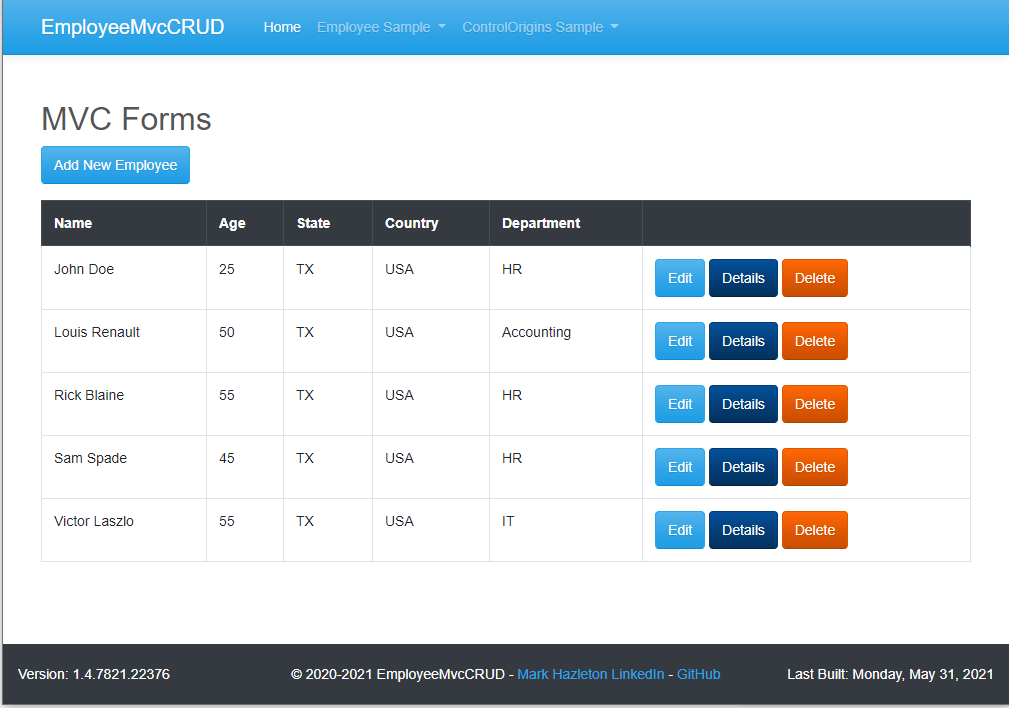 EmployeeMvcCRUD Home Employee Sample ControlOrigins Sample
MVC Forms
Add New Employee
Name Age State Country Department
John Doe 25 TX USA HR Edit Details Delete
Louis Renault 50 TX USA Accounting Edit Details Delete
Rick Blaine 55 TX USA HR Edit Details Delete
Sam Spade 45 TX USA HR Edit Details Delete
Victor Laszlo 55 TX USA IT Edit Details Delete
Version: 1.4.7821.22376 © 2020-2021 EmployeeMvcCRUD - Mark Hazleton LinkedIn - GitHub Last Built: Monday, May 31, 2021